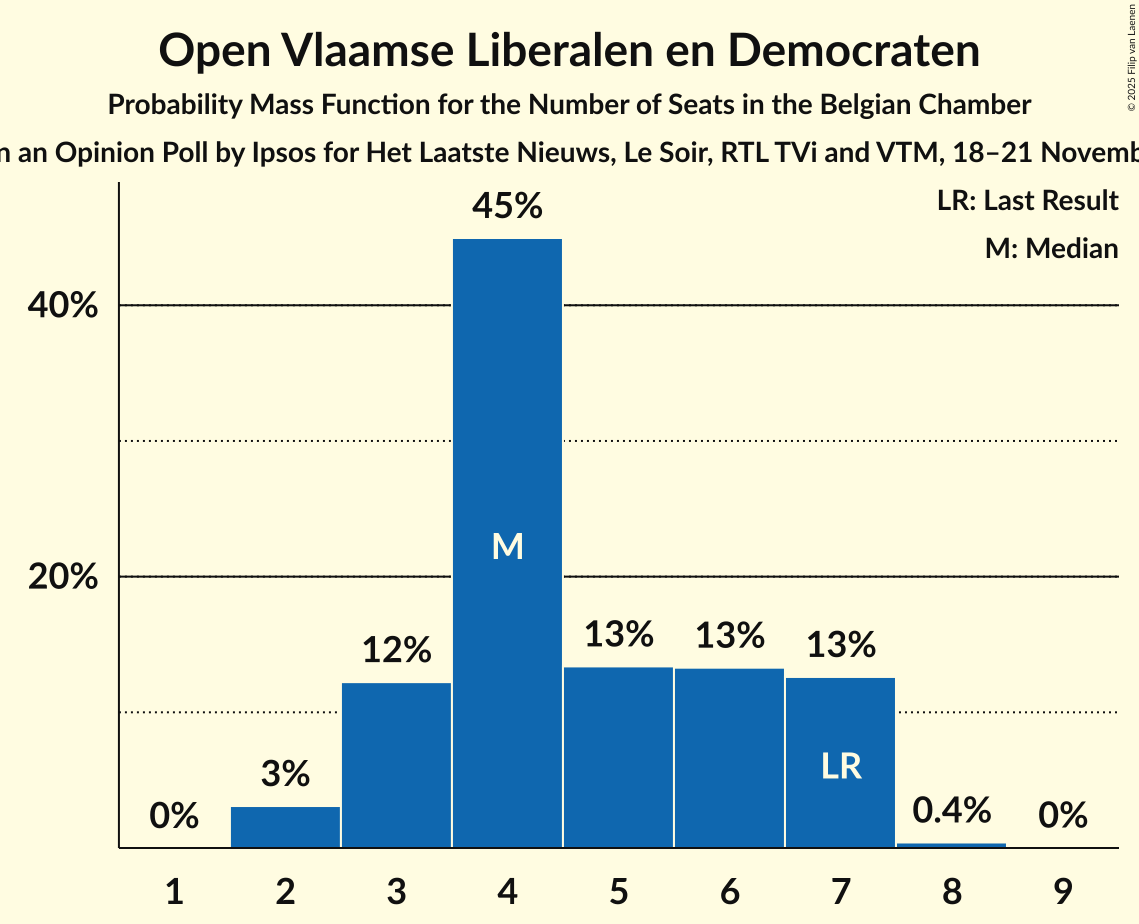 Open Vlaamse Liberalen en Democraten
Probability Mass Function for the Number of Seats in the Belgian Chamber
an Opinion Poll by Ipsos for Het Laatste Nieuws, Le Soir, RTL TVi and VTM, 18–21
© 2025 Filip van Laenen
LR: Last Result
M: Median
45%
40%
M
20%
12%
13%
13%
13%
LR
3%
0%
0.4%
0%
1 2 3 4 5 6 7 8 9